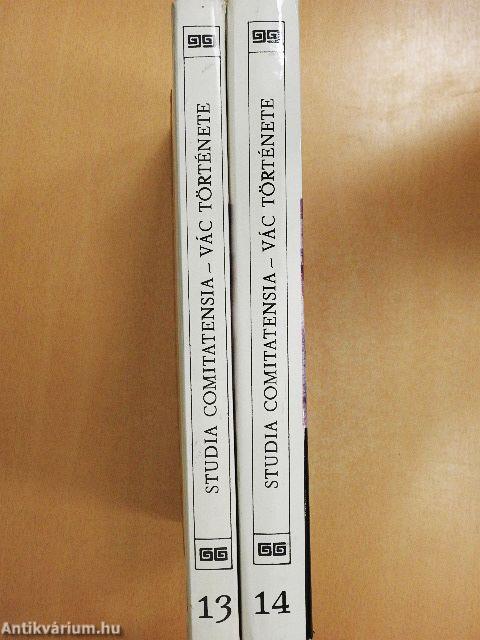 STUDIA COMITATENSIA – VÁC TÖRTÉNETE
13
STUDIA COMITATENSIA – VÁC TÖRTÉNETE
14
Antikvárium.hu